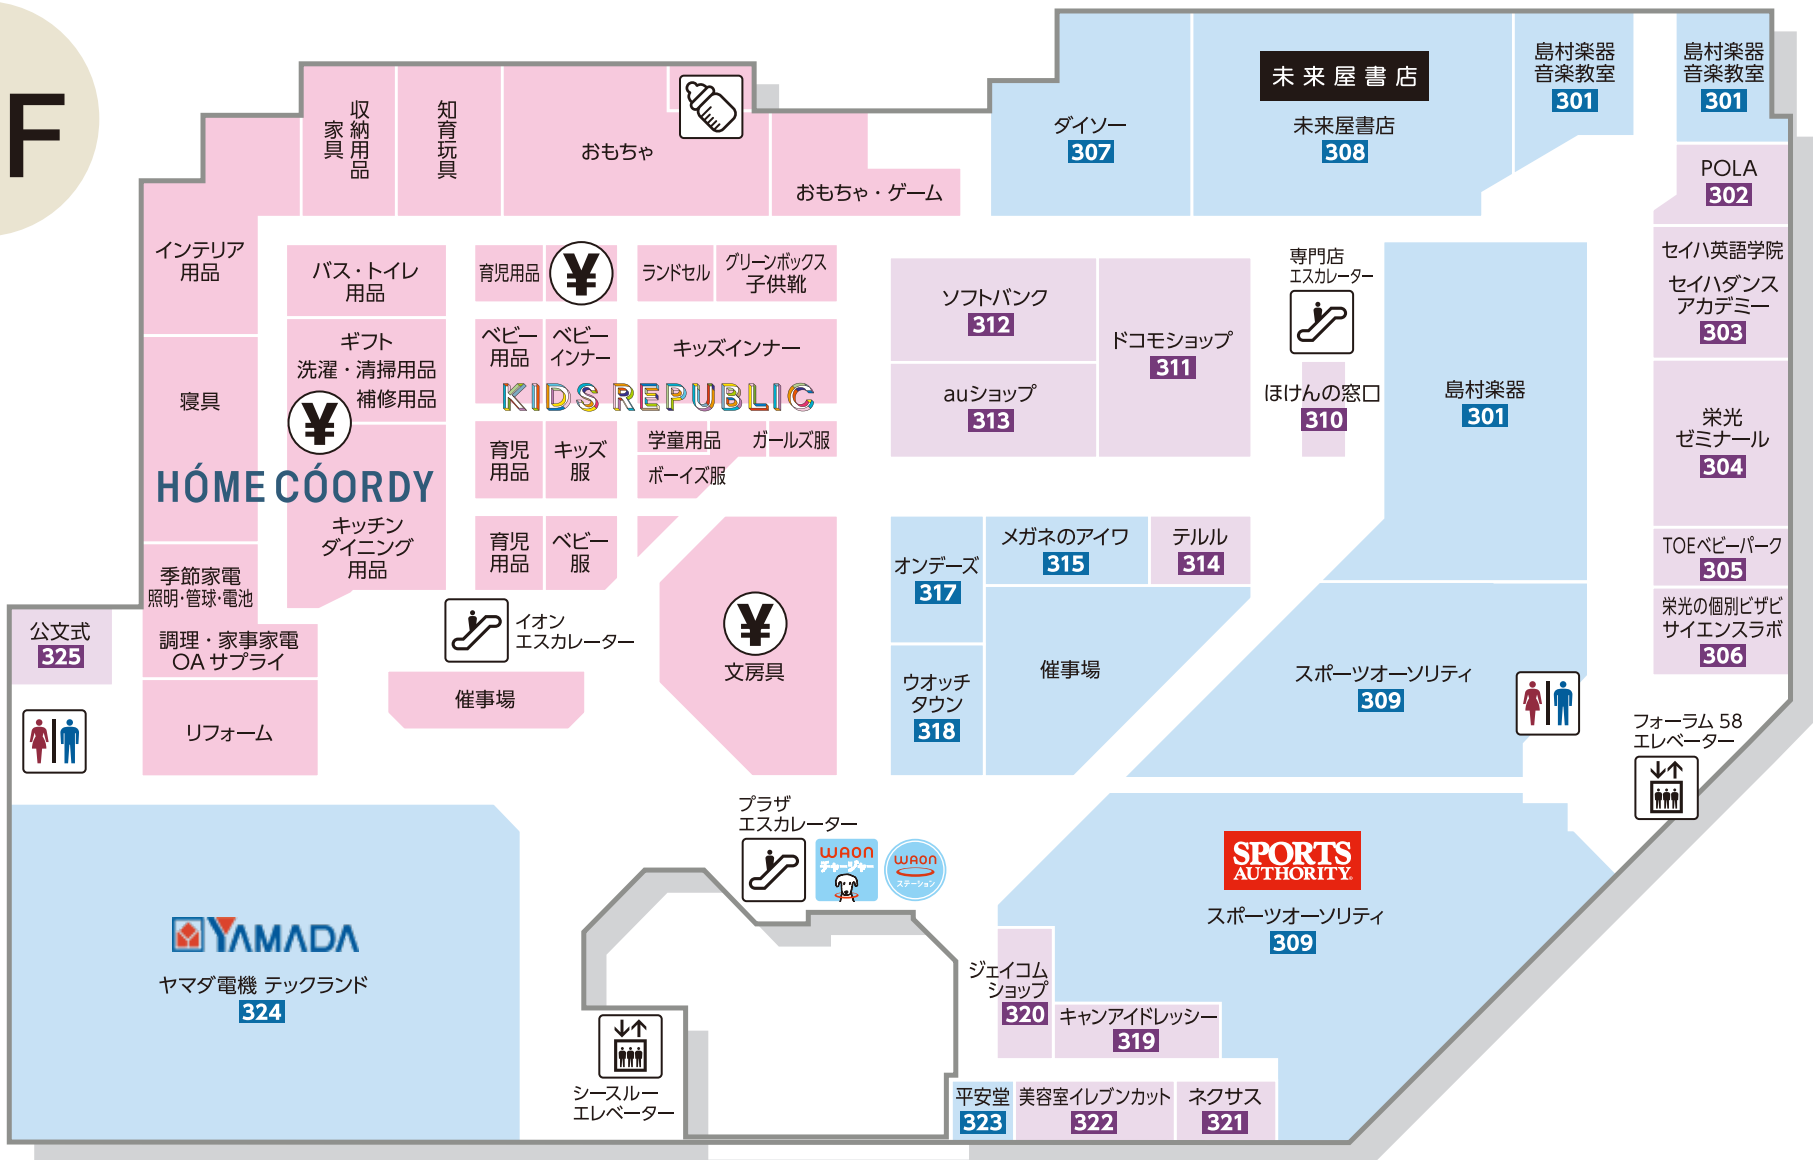 F
収納用品
家具
知育玩具
おもちゃ
おもちゃ・ゲーム
ダイソー
307
未来屋書店
未来屋書店
308
島村楽器
音楽教室
301
島村楽器
音楽教室
301
POLA
302
インテリア
用品
バス・トイレ
用品
育児用品
¥
ランドセル
グリーンボックス
子供靴
ソフトバンク
312
ドコモショップ
311
専門店
エスカレーター
セイハ英語学院
セイハダンス
アカデミー
303
寝具
ギフト
洗濯・清掃用品
補修用品
¥
ベビー
用品
ベビー
インナー
キッズインナー
KIDS REPUBLIC
auショップ
313
ほけんの窓口
310
島村楽器
301
栄光
ゼミナール
304
HÓME CÓORDY
育児
用品
キッズ
服
学童用品
ガールズ服
ボーイズ服
キッチン
ダイニング
用品
育児
用品
ベビー
服
オンデーズ
317
メガネのアイワ
315
テルル
314
TOEベビーパーク
305
季節家電
照明・管球・電池
栄光の個別ビザビ
サイエンスラボ
306
公文式
325
調理・家事家電
OA サプライ
イオン
エスカレーター
¥
文房具
催事場
スポーツオーソリティ
309
リフォーム
催事場
ウオッチ
タウン
318
フォーラム 58
エレベーター
プラザ
エスカレーター
WAON
チャージャー
WAON
ステーション
SPORTS
AUTHORITY.
スポーツオーソリティ
309
YAMADA
ヤマダ電機 テックランド
324
ジェイコム
ショップ
320
キャンアイドレッシー
319
シースルー
エレベーター
平安堂
323
美容室イレブンカット
322
ネクサス
321